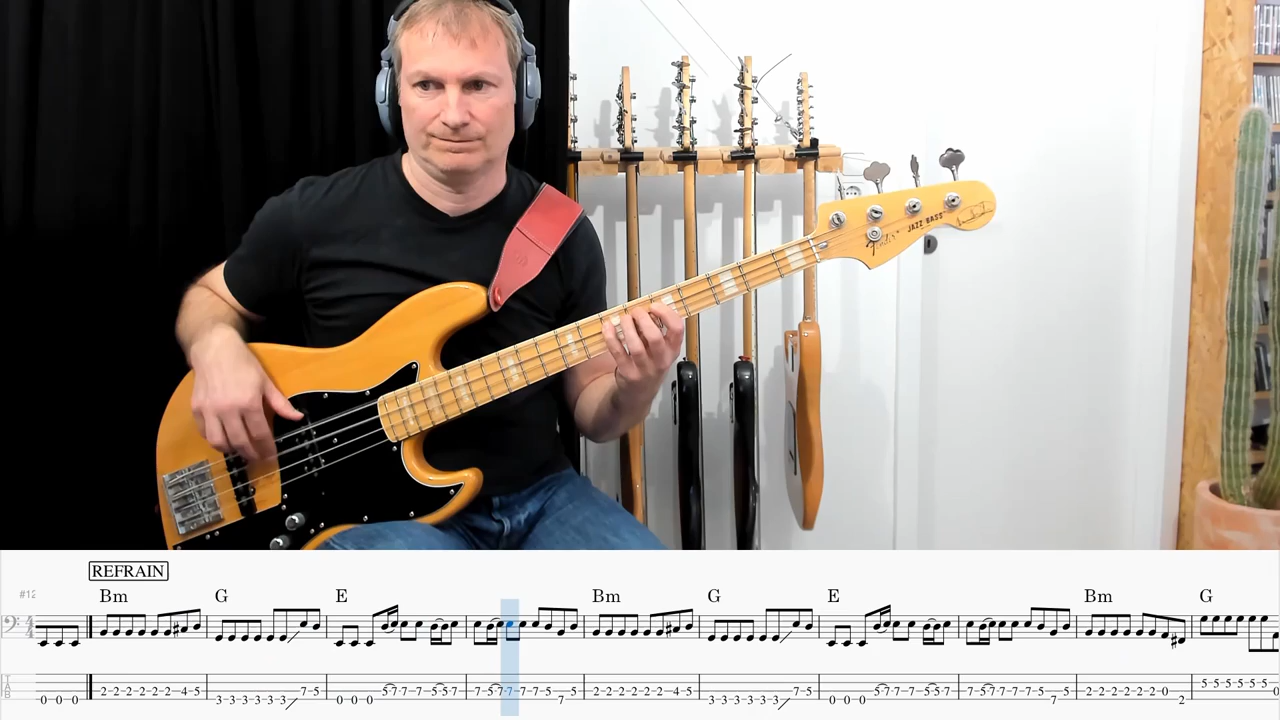 Fender
JAZZ BASS
REFRAIN
#12
Bm G E Bm G E Bm G
4
4
T
B
0 0 0 2 2 2 2 2 2 4 5 3 3 3 3 3 3 7 5 0 0 0 5 7 7 7 5 5 7 7 5 7 7 7 7 5 7 5 2 2 2 2 2 2 4 5 3 3 3 3 3 3 7 5 0 0 0 5 7 7 7 5 5 7 7 5 7 7 7 7 5 7 5 2 2 2 2 2 2 0 2 5 5 5 5 5 5 0